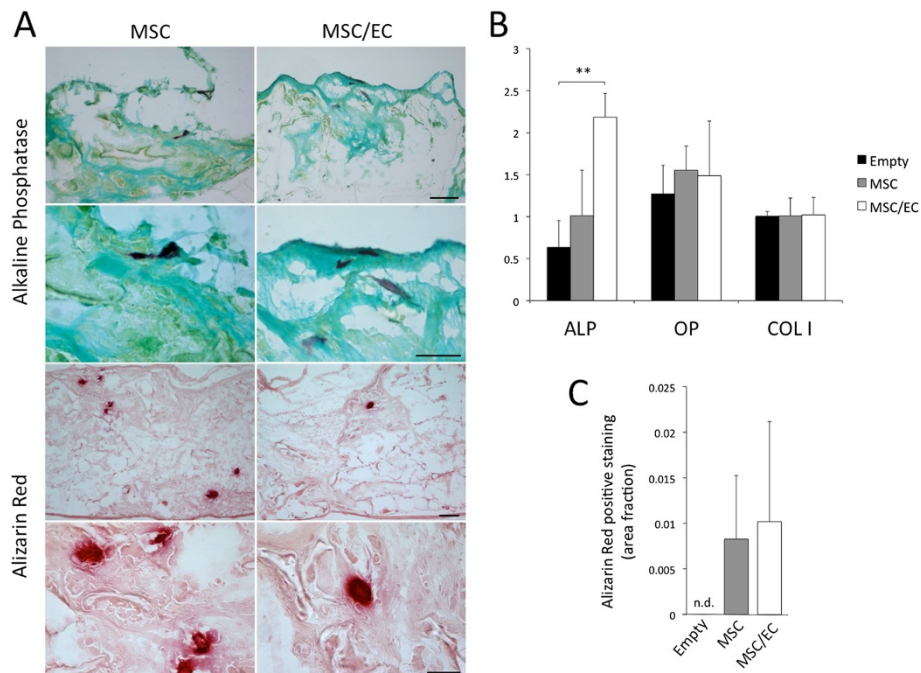 A
MSC
MSC/EC
Alkaline Phosphatase
Alizarin Red
B
**
3
2.5
2
1.5
1
0.5
0
ALP
OP
COL I
Empty
MSC
MSC/EC
C
Alizarin Red positive staining
(area fraction)
0.025
0.02
0.015
0.01
0.005
0
n.d.
Empty
MSC
MSC/EC